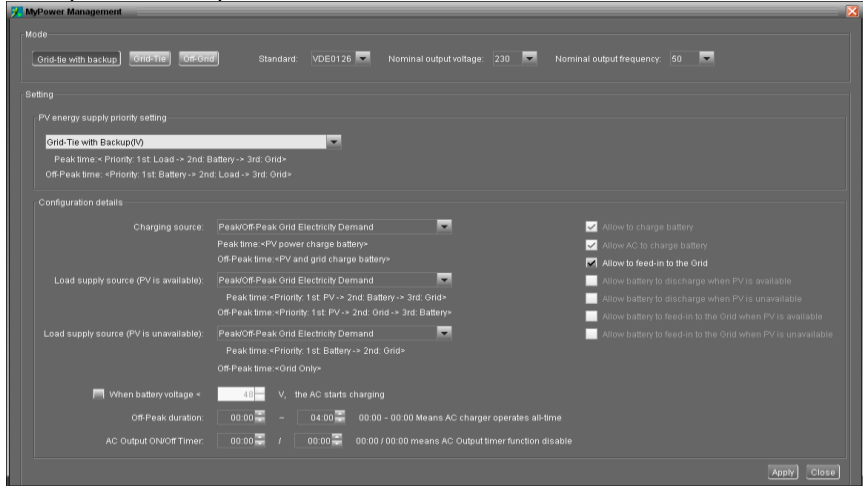 MyPower Management
Mode
Grid-tie with backup Grid-Tie Off-Grid Standard: VDE0126 Nominal output voltage: 230 Nominal output frequency: 50
Setting
PV energy supply priority setting
Grid-Tie with Backup(IV)
Peak time:< Priority: 1st: Load -> 2nd: Battery -> 3rd: Grid>
Off-Peak time: <Priority: 1st: Battery -> 2nd: Load -> 3rd: Grid>
Configuration details
Charging source: Peak/Off-Peak Grid Electricity Demand Allow to charge battery
Peak time:<PV power charge battery> Allow AC to charge battery
Off-Peak time:<PV and grid charge battery> Allow to feed-in to the Grid
Load supply source (PV is available): Peak/Off-Peak Grid Electricity Demand Allow battery to discharge when PV is available
Peak time:<Priority: 1st: PV -> 2nd: Battery -> 3rd: Grid> Allow battery to discharge when PV is unavailable
Off-Peak time:<Priority: 1st: PV -> 2nd: Grid -> 3rd: Battery> Allow battery to feed-in to the Grid when PV is available
Load supply source (PV is unavailable): Peak/Off-Peak Grid Electricity Demand Allow battery to feed-in to the Grid when PV is unavailable
Peak time:<Priority: 1st: Battery -> 2nd: Grid>
Off-Peak time:<Grid Only>
When battery voltage < 48 V, the AC starts charging
Off-Peak duration: 00:00 ~ 04:00 00:00 ~ 00:00 Means AC charger operates all-time
AC Output ON/Off Timer: 00:00 / 00:00 00:00 / 00:00 means AC Output timer function disable
Apply Close